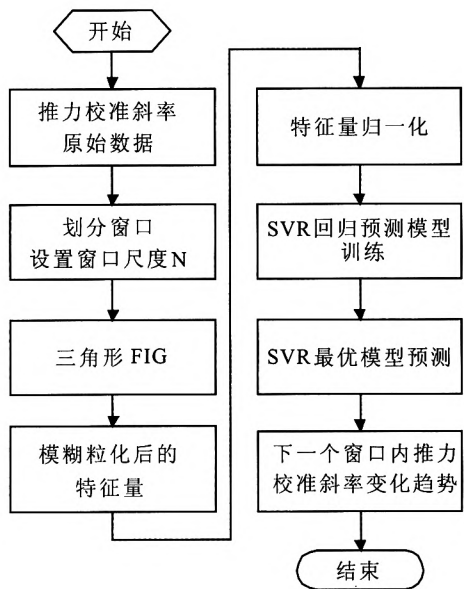 开始
推力校准斜率
原始数据
划分窗口
设置窗口尺度N
三角形 FIG
模糊粒化后的
特征量
特征量归一化
SVR回归预测模型
训练
SVR最优模型预测
下一个窗口内推力
校准斜率变化趋势
结束